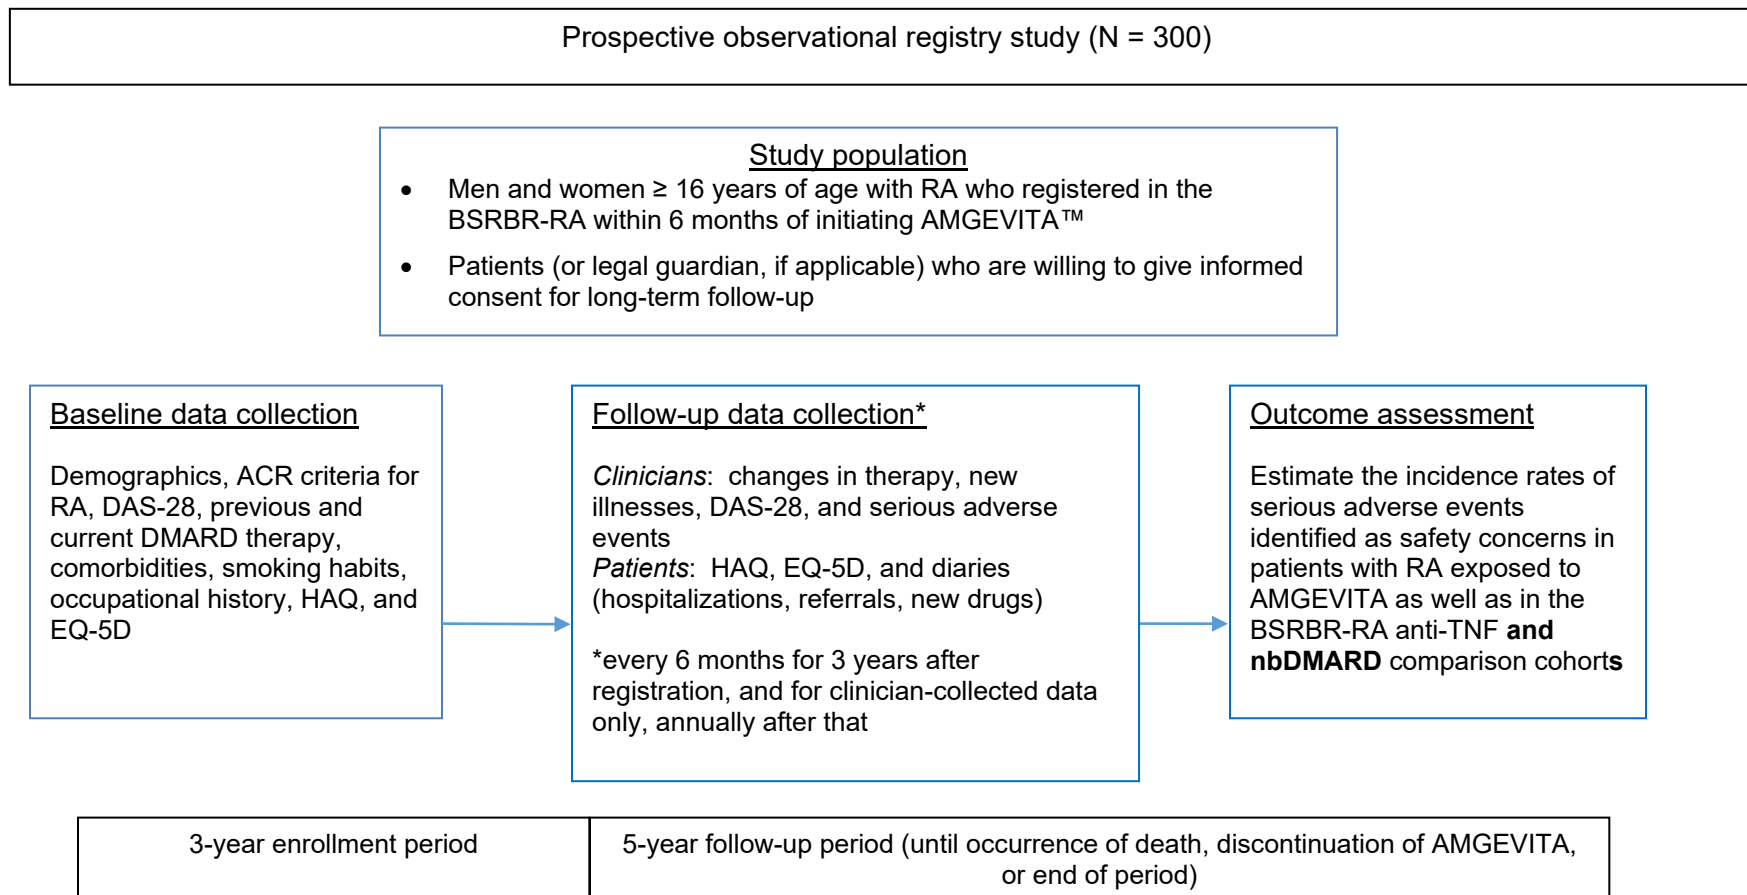 Prospective observational registry study (N = 300)
Study population
• Men and women ≥ 16 years of age with RA who registered in the
BSRBR-RA within 6 months of initiating AMGEVITA™
• Patients (or legal guardian, if applicable) who are willing to give informed
consent for long-term follow-up
Baseline data collection
Demographics, ACR criteria for
RA, DAS-28, previous and
current DMARD therapy,
comorbidities, smoking habits,
occupational history, HAQ, and
EQ-5D
Follow-up data collection*
Clinicians: changes in therapy, new
illnesses, DAS-28, and serious adverse
events
Patients: HAQ, EQ-5D, and diaries
(hospitalizations, referrals, new drugs)
*every 6 months for 3 years after
registration, and for clinician-collected data
only, annually after that
Outcome assessment
Estimate the incidence rates of
serious adverse events
identified as safety concerns in
patients with RA exposed to
AMGEVITA as well as in the
BSRBR-RA anti-TNF and
nbDMARD comparison cohorts
3-year enrollment period
5-year follow-up period (until occurrence of death, discontinuation of AMGEVITA,
or end of period)